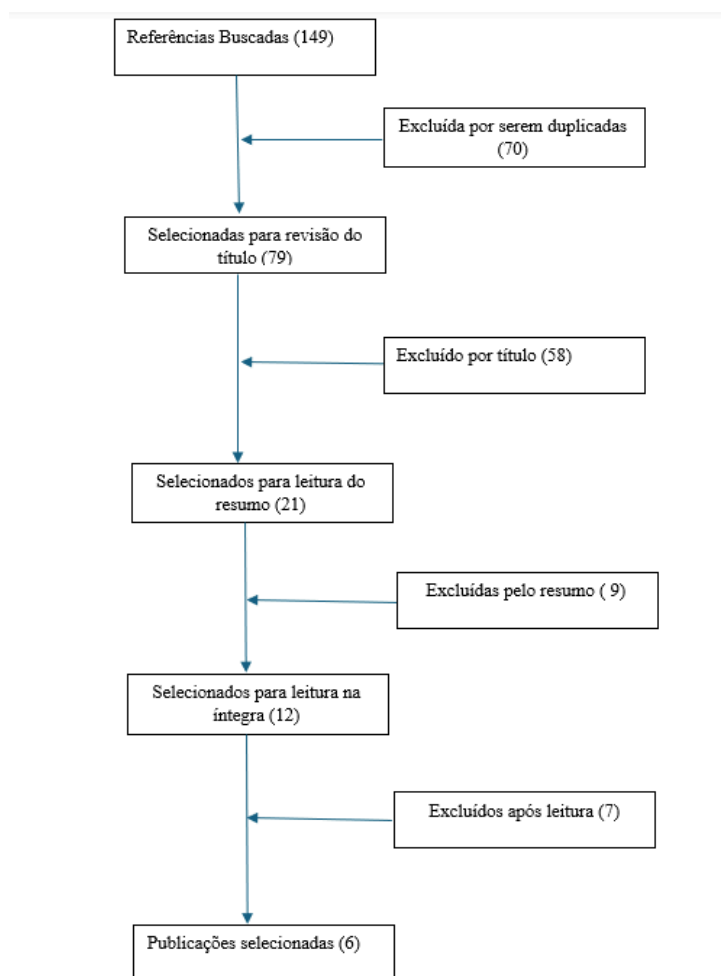 Referências Buscadas (149)
Excluída por serem duplicadas
(70)
Selecionadas para revisão do
título (79)
Excluído por título (58)
Selecionados para leitura do
resumo (21)
Excluídas pelo resumo ( 9)
Selecionados para leitura na
íntegra (12)
Excluídos após leitura (7)
Publicações selecionadas (6)